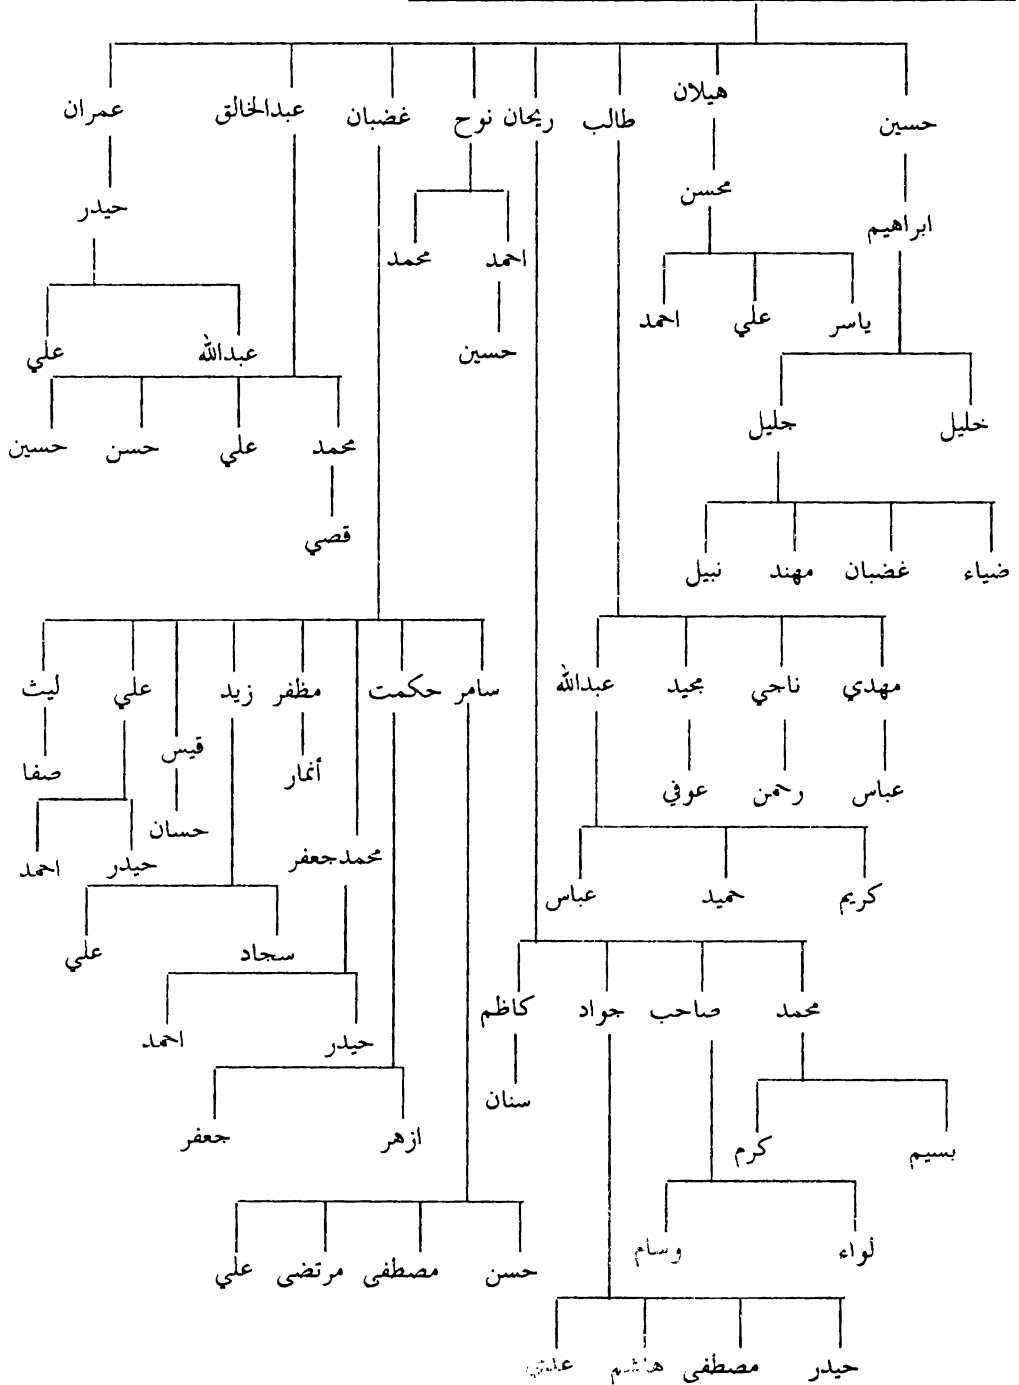 حسين هيلان طالب ريحان نوح غضبان عبدالخالق عمران
محسن حيدر
ابراهيم
احمد محمد
ياسر علي احمد
حسين عبدالله علي
خليل جليل
محمد علي حسن حسين
قصي
ضياء غضبان مهند نبيل
مهدي ناجي مجيد عبدالله
سامر حكمت مظفر زيد علي ليث
قيس
أنمار صفا
عباس رحمن عوفي
حسان
محمدجعفر حيدر احمد
كريم حميد عباس
سجاد علي
محمد صاحب جواد كاظم
حيدر احمد
سنان
ازهر جعفر
بسيم كرم
لواء وسام
حسن مصطفى مرتضى علي
حيدر مصطفى هاشم